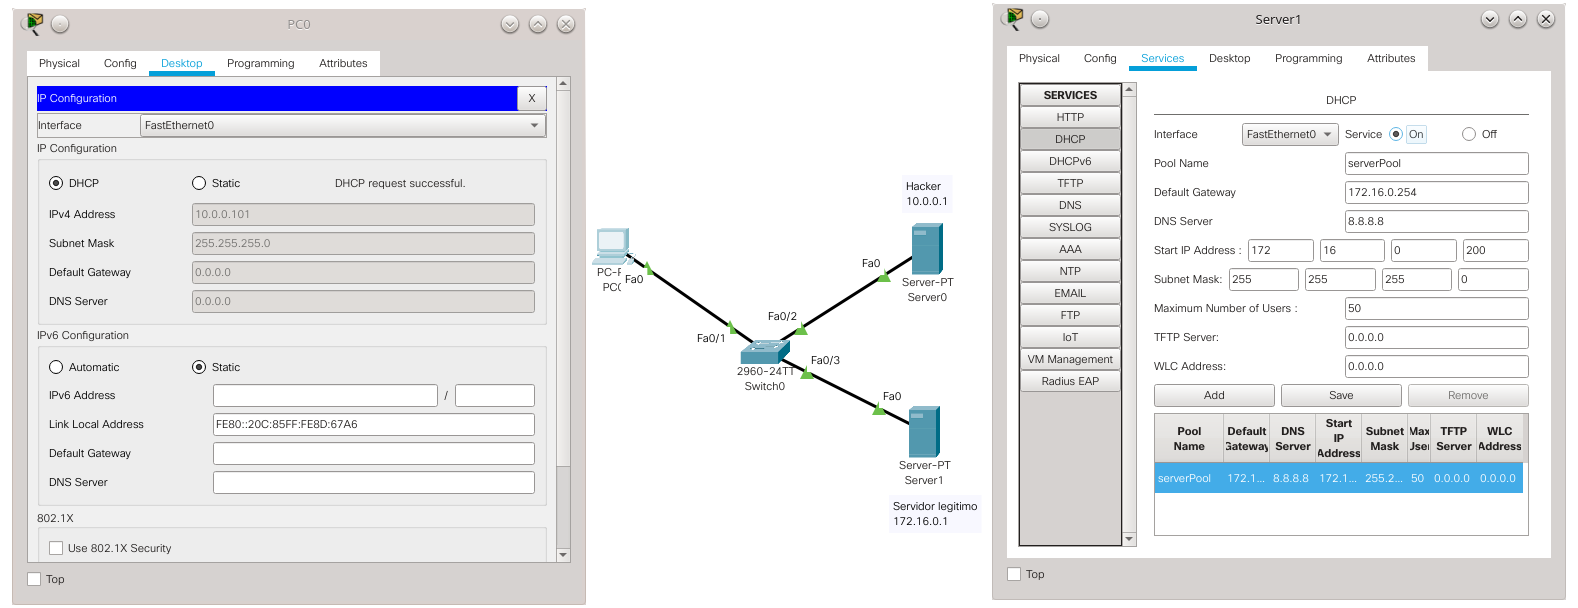 PC0
Physical Config Desktop Programming Attributes
IP Configuration X
Interface FastEthernet0
IP Configuration
DHCP Static DHCP request successful.
IPv4 Address 10.0.0.101
Subnet Mask 255.255.255.0
Default Gateway 0.0.0.0
DNS Server 0.0.0.0
IPv6 Configuration
Automatic Static
IPv6 Address /
Link Local Address FE80::20C:85FF:FE8D:67A6
Default Gateway
DNS Server
802.1X
Use 802.1X Security
Top
Hacker
10.0.0.1
PC-F
PC0
Fa0
Fa0
Server-PT
Server0
Fa0/2
Fa0/1
Fa0/3
2960-24TT
Switch0
Fa0
Server-PT
Server1
Servidor legitimo
172.16.0.1
Server1
Physical Config Services Desktop Programming Attributes
SERVICES
HTTP
DHCP
DHCPv6
TFTP
DNS
SYSLOG
AAA
NTP
EMAIL
FTP
IoT
VM Management
Radius EAP
DHCP
Interface FastEthernet0 Service On Off
Pool Name serverPool
Default Gateway 172.16.0.254
DNS Server 8.8.8.8
Start IP Address : 172 16 0 200
Subnet Mask: 255 255 255 0
Maximum Number of Users : 50
TFTP Server: 0.0.0.0
WLC Address: 0.0.0.0
Add Save Remove
Pool Name Default Gateway DNS Server Start IP Address Subnet Mask Max User TFTP Server WLC Address
serverPool 172.1... 8.8.8.8 172.1... 255.2... 50 0.0.0.0 0.0.0.0
Top